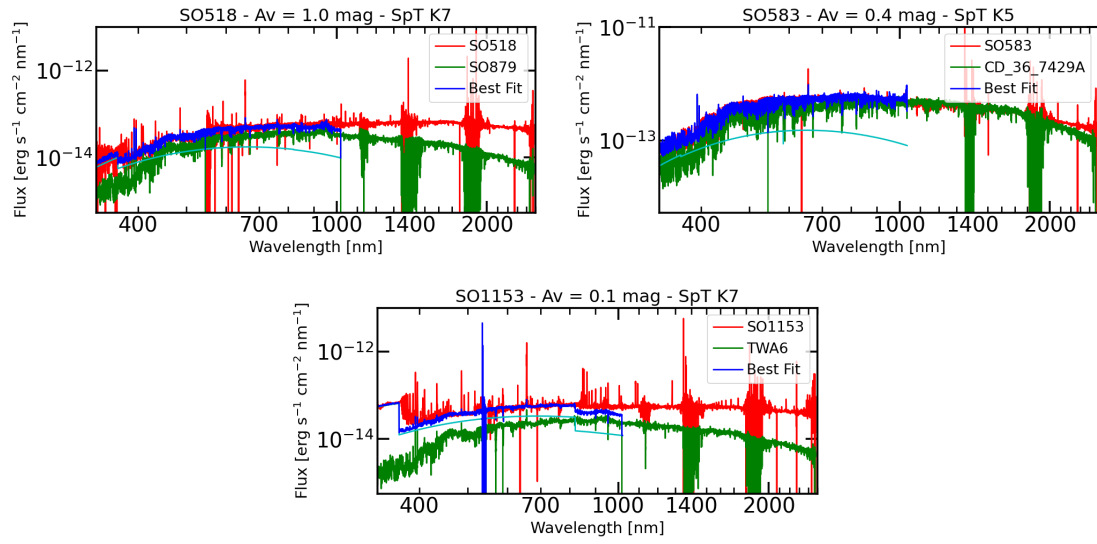 SO518 - Av = 1.0 mag - SpT K7
Flux [erg s⁻¹ cm⁻² nm⁻¹]
10⁻¹²
10⁻¹⁴
SO518
SO879
Best Fit
400 700 1000 1400 2000
Wavelength [nm]
SO583 - Av = 0.4 mag - SpT K5
Flux [erg s⁻¹ cm⁻² nm⁻¹]
10⁻¹¹
10⁻¹³
SO583
CD_36_7429A
Best Fit
400 700 1000 1400 2000
Wavelength [nm]
SO1153 - Av = 0.1 mag - SpT K7
Flux [erg s⁻¹ cm⁻² nm⁻¹]
10⁻¹²
10⁻¹⁴
SO1153
TWA6
Best Fit
400 700 1000 1400 2000
Wavelength [nm]